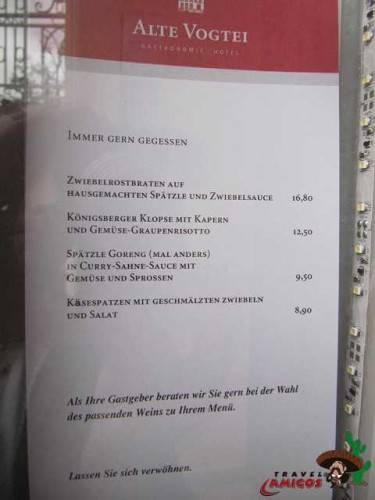 ALTE VOGTEI
GASTRONOMIE HOTEL
IMMER GERN GEGESSEN
ZWIEBELROSTBRATEN AUF
HAUSGEMACHTEN SPÄTZLE UND ZWIEBELSAUCE 16,80
KÖNIGSBERGER KLOPSE MIT KAPERN
UND GEMÜSE-GRAUPENRISOTTO 12,50
SPÄTZLE GORENG (MAL ANDERS)
IN CURRY-SAHNE-SAUCE MIT
GEMÜSE UND SPROSSEN 9,50
KÄSESPATZEN MIT GESCHMÄLZTEN ZWIEBELN
UND SALAT 8,90
Als Ihre Gastgeber beraten wir Sie gern bei der Wahl
des passenden Weins zu Ihrem Menü.
Lassen Sie sich verwöhnen.
TRAVEL
AMIGOS